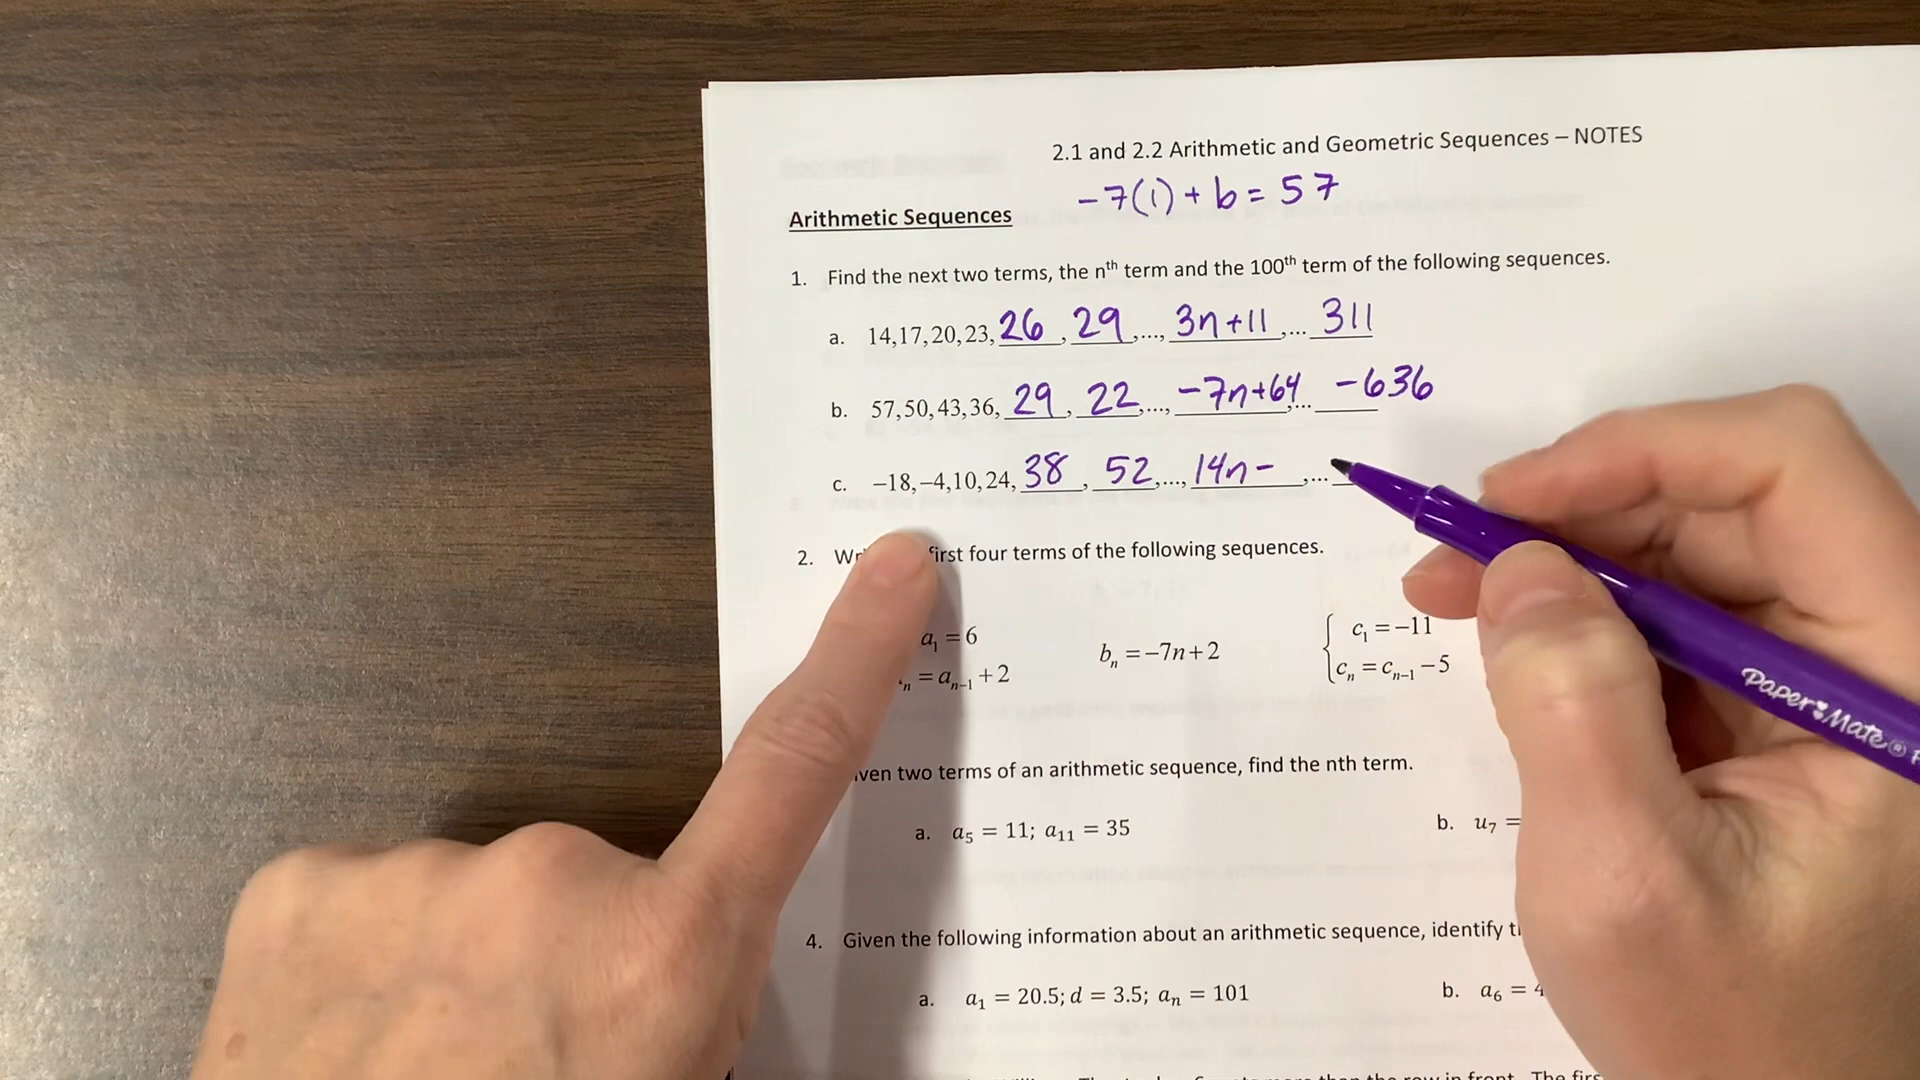 2.1 and 2.2 Arithmetic and Geometric Sequences – NOTES
-7(1) + b = 57
Arithmetic Sequences
1. Find the next two terms, the nth term and the 100th term of the following sequences.
a. 14,17,20,23, 26, 29,..., 3n+11,... 311
b. 57,50,43,36, 29, 22,..., -7n+64,... -636
c. −18,−4,10,24, 38, 52,..., 14n-,...
2. first four terms of the following sequences.
a₁ = 6
bₙ = −7n+2
c₁ = −11
ₙ = aₙ₋₁ + 2
cₙ = cₙ₋₁ − 5
two terms of an arithmetic sequence, find the nth term.
a. a₅ = 11; a₁₁ = 35
b. u₇ =
4. Given the following information about an arithmetic sequence, identify
a. a₁ = 20.5; d = 3.5; aₙ = 101
b. a₆ =
row in front. The
Paper Mate®